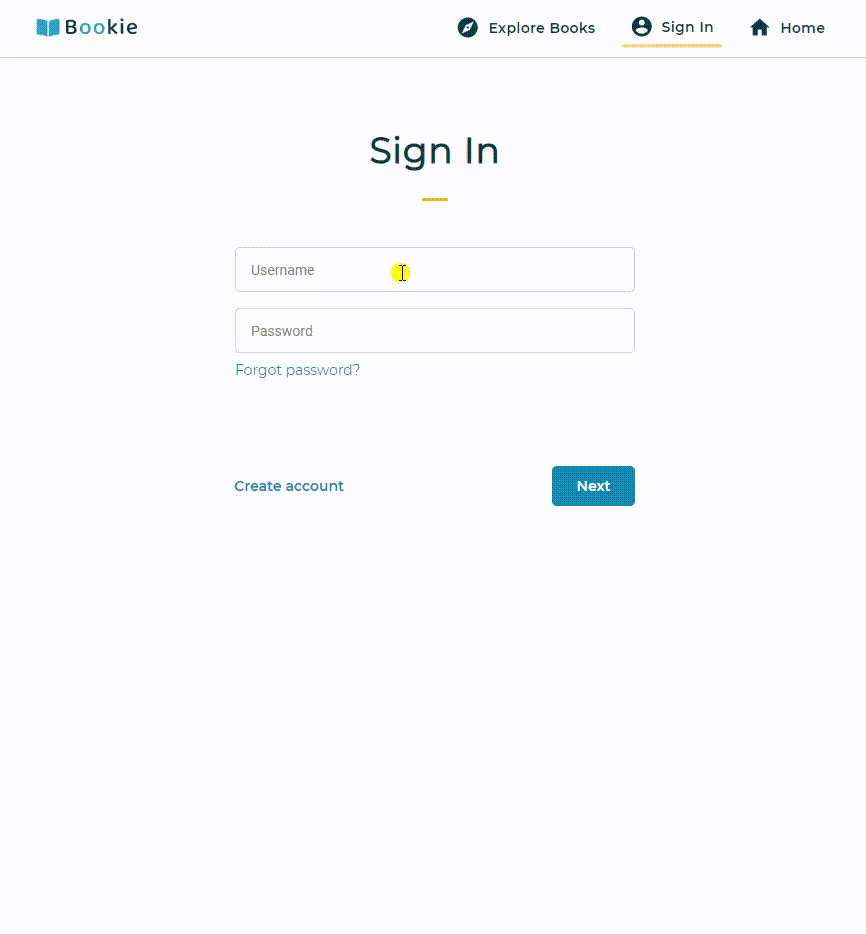 Bookie
Explore Books
Sign In
Home
Sign In
Username
Password
Forgot password?
Create account
Next